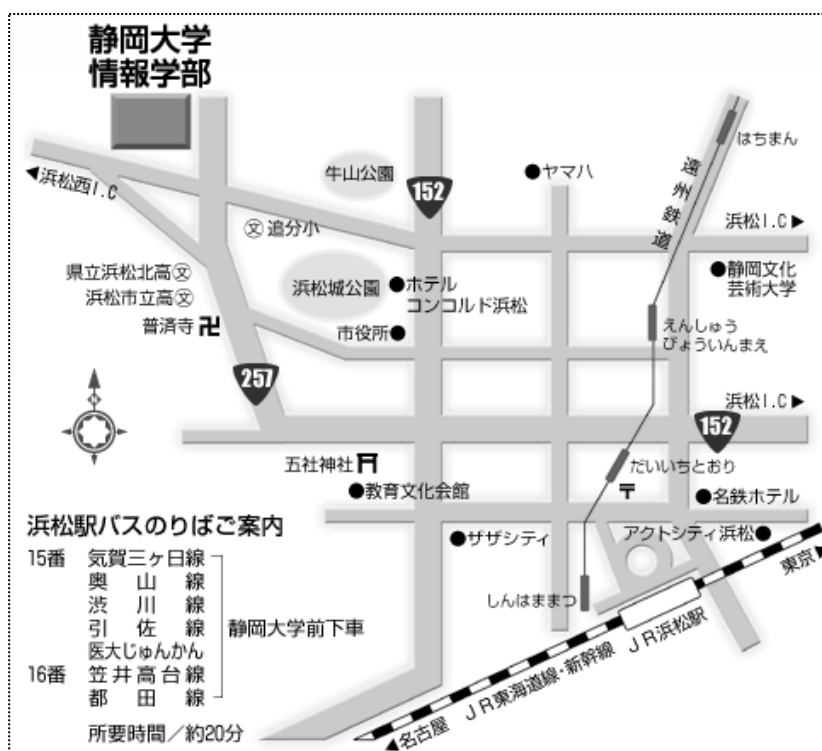 静岡大学
情報学部
浜松西I.C
牛山公園
152
ヤマハ
はちまん
遠州鉄道
浜松I.C
追分小
県立浜松北高
浜松市立高
普済寺
浜松城公園
ホテル
コンコルド浜松
市役所
静岡文化
芸術大学
えんしゅう
びょういんまえ
257
浜松I.C
152
五社神社
教育文化会館
だいいちどおり
〒
名鉄ホテル
ザザシティ
アクトシティ浜松
東京
しんはままつ
JR浜松駅
JR東海道線・新幹線
名古屋
浜松駅バスのりばご案内
15番 気賀三ヶ日線
奥山線
渋川線
引佐線
静岡大学前下車
医大じゅんかん
16番 笠井高台線
都田線
所要時間/約20分